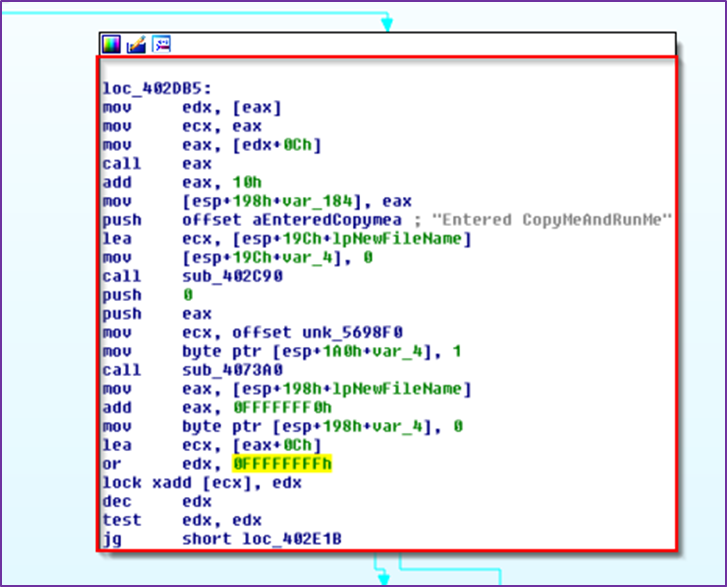 loc_402DB5:
mov edx, [eax]
mov ecx, eax
mov eax, [edx+0Ch]
call eax
add eax, 10h
mov [esp+198h+var_184], eax
push offset aEnteredCopymea ; "Entered CopyMeAndRunMe"
lea ecx, [esp+19Ch+lpNewFileName]
mov [esp+19Ch+var_4], 0
call sub_402C90
push 0
push eax
mov ecx, offset unk_5698F0
mov byte ptr [esp+1A0h+var_4], 1
call sub_4073A0
mov eax, [esp+198h+lpNewFileName]
add eax, 0FFFFFFF0h
mov byte ptr [esp+198h+var_4], 0
lea ecx, [eax+0Ch]
or edx, 0FFFFFFFFh
lock xadd [ecx], edx
dec edx
test edx, edx
jg short loc_402E1B